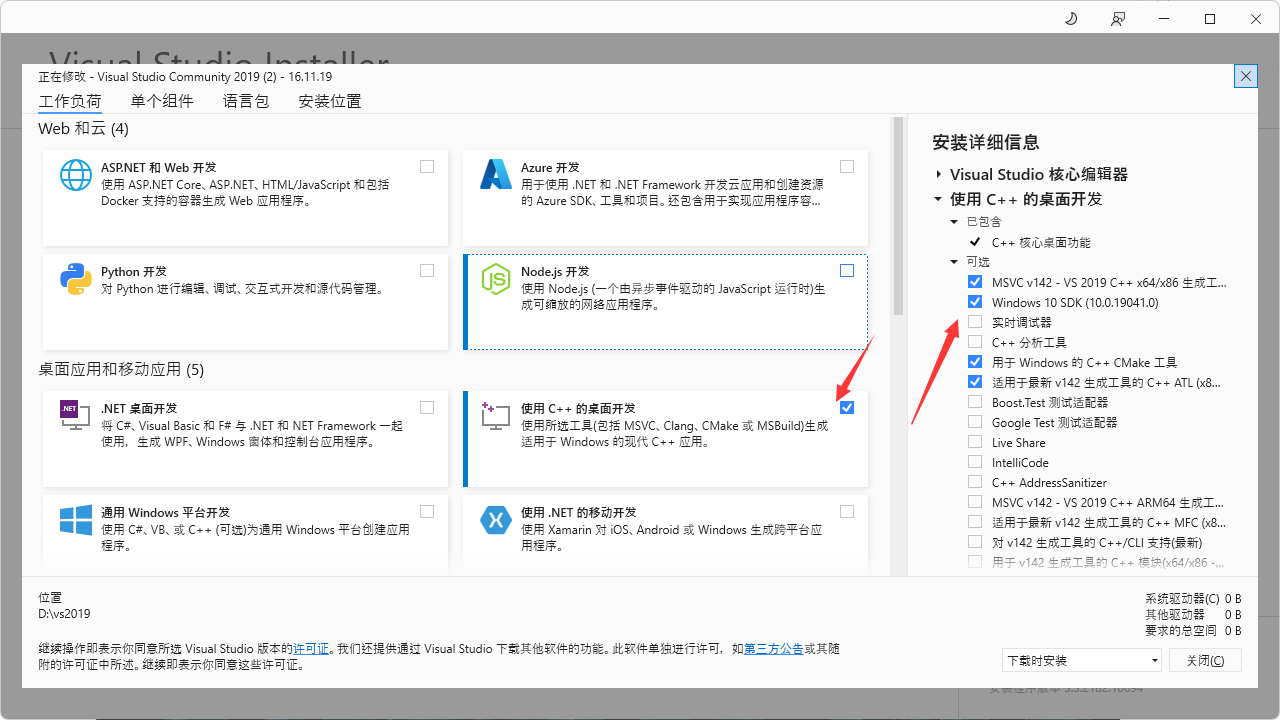 Visual Studio Installer
正在修改 - Visual Studio Community 2019 (2) - 16.11.19
工作负荷 单个组件 语言包 安装位置
Web 和云 (4)
ASP.NET 和 Web 开发
使用 ASP.NET Core、ASP.NET、HTML/JavaScript 和包括
Docker 支持的容器生成 Web 应用程序。
Azure 开发
用于使用 .NET 和 .NET Framework 开发云应用和创建资源
的 Azure SDK、工具和项目。还包含用于实现应用程序容...
Python 开发
对 Python 进行编辑、调试、交互式开发和源代码管理。
Node.js 开发
使用 Node.js (一个由异步事件驱动的 JavaScript 运行时)生
成可缩放的网络应用程序。
桌面应用和移动应用 (5)
.NET
.NET 桌面开发
将 C#、Visual Basic 和 F# 与 .NET 和 .NET Framework 一起
使用，生成 WPF、Windows 窗体和控制台应用程序。
使用 C++ 的桌面开发
使用所选工具(包括 MSVC、Clang、CMake 或 MSBuild)生成
适用于 Windows 的现代 C++ 应用。
通用 Windows 平台开发
使用 C#、VB、或 C++ (可选)为通用 Windows 平台创建应用
程序。
使用 .NET 的移动开发
使用 Xamarin 对 iOS、Android 或 Windows 生成跨平台应
用程序。
安装详细信息
Visual Studio 核心编辑器
使用 C++ 的桌面开发
已包含
C++ 核心桌面功能
可选
MSVC v142 - VS 2019 C++ x64/x86 生成工...
Windows 10 SDK (10.0.19041.0)
实时调试器
C++ 分析工具
用于 Windows 的 C++ CMake 工具
适用于最新 v142 生成工具的 C++ ATL (x8...
Boost.Test 测试适配器
Google Test 测试适配器
Live Share
IntelliCode
C++ AddressSanitizer
MSVC v142 - VS 2019 C++ ARM64 生成工...
适用于最新 v142 生成工具的 C++ MFC (x8...
对 v142 生成工具的 C++/CLI 支持(最新)
用于 v142 生成工具的 C++ 模块(x64/x86 -...
位置
D:\vs2019
继续操作即表示你同意所选 Visual Studio 版本的许可证。我们还提供通过 Visual Studio 下载其他软件的功能。此软件单独进行许可，如第三方公告或其随
附的许可证中所述。继续即表示你同意这些许可证。
系统驱动器(C) 0 B
其他驱动器 0 B
要求的总空间 0 B
下载时安装
关闭(C)